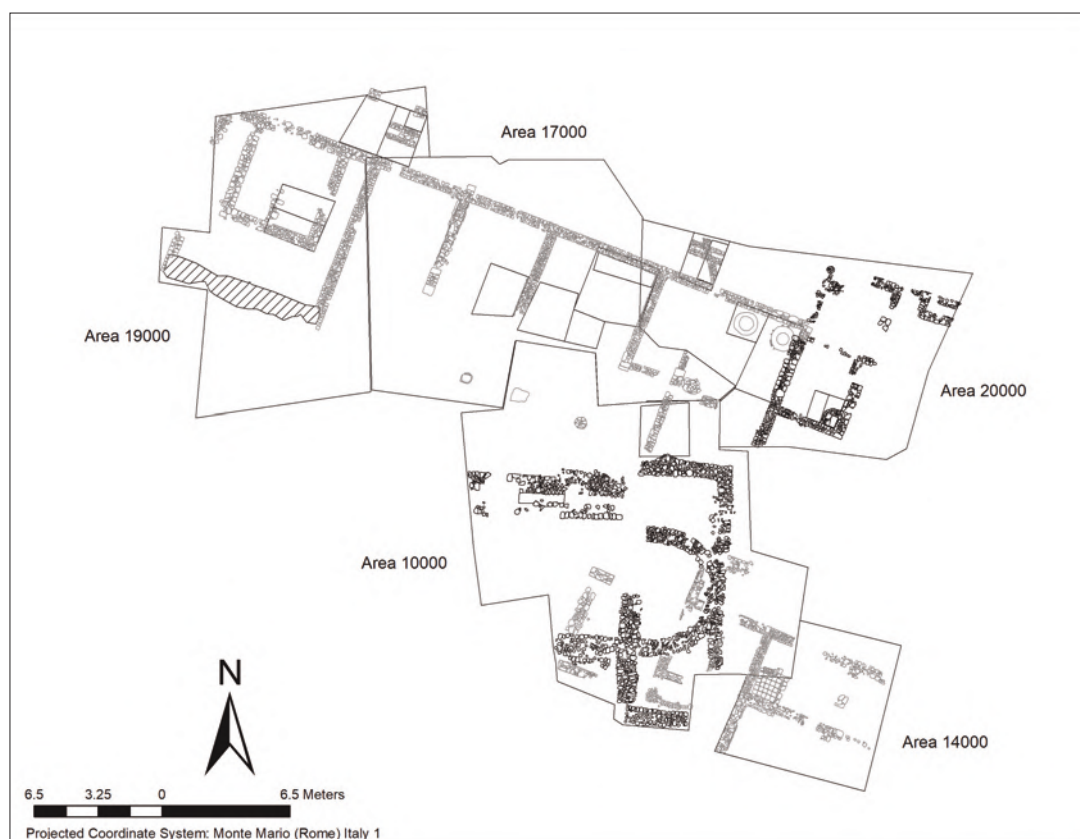 Area 17000
Area 19000
Area 20000
Area 10000
N
Area 14000
6.5 3.25 0 6.5 Meters
Projected Coordinate System: Monte Mario (Rome) Italy 1